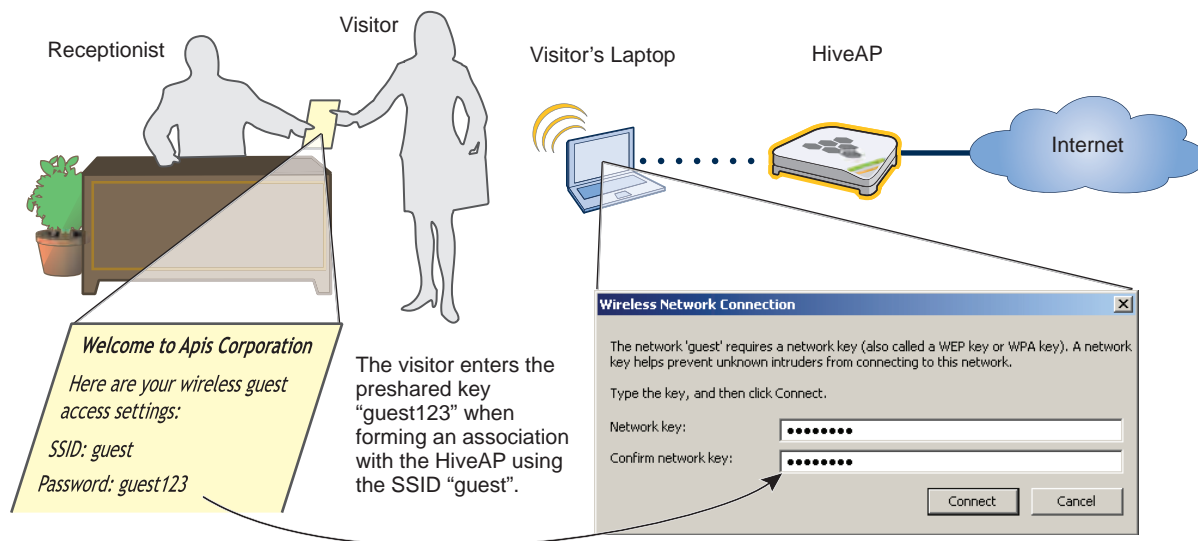 Receptionist
Visitor
Visitor's Laptop
HiveAP
Internet
Welcome to Apis Corporation
Here are your wireless guest
access settings:
SSID: guest
Password: guest123
The visitor enters the
preshared key
“guest123” when
forming an association
with the HiveAP using
the SSID “guest”.
Wireless Network Connection
The network 'guest' requires a network key (also called a WEP key or WPA key). A network
key helps prevent unknown intruders from connecting to this network.
Type the key, and then click Connect.
Network key: ●●●●●●●●
Confirm network key: ●●●●●●●●
Connect Cancel